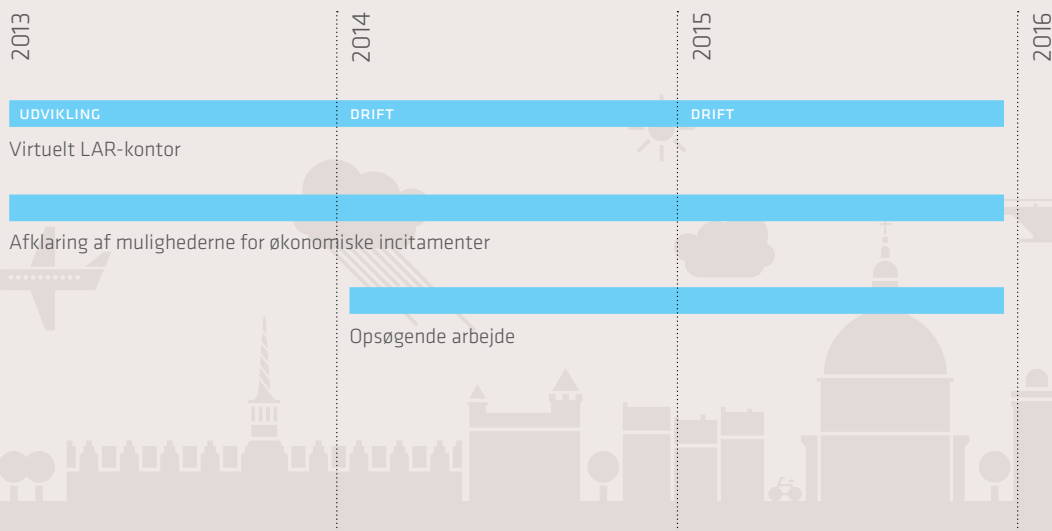 2013
2014
2015
2016
UDVIKLING
DRIFT
DRIFT
Virtuelt LAR-kontor
Afklaring af mulighederne for økonomiske incitamenter
Opsøgende arbejde